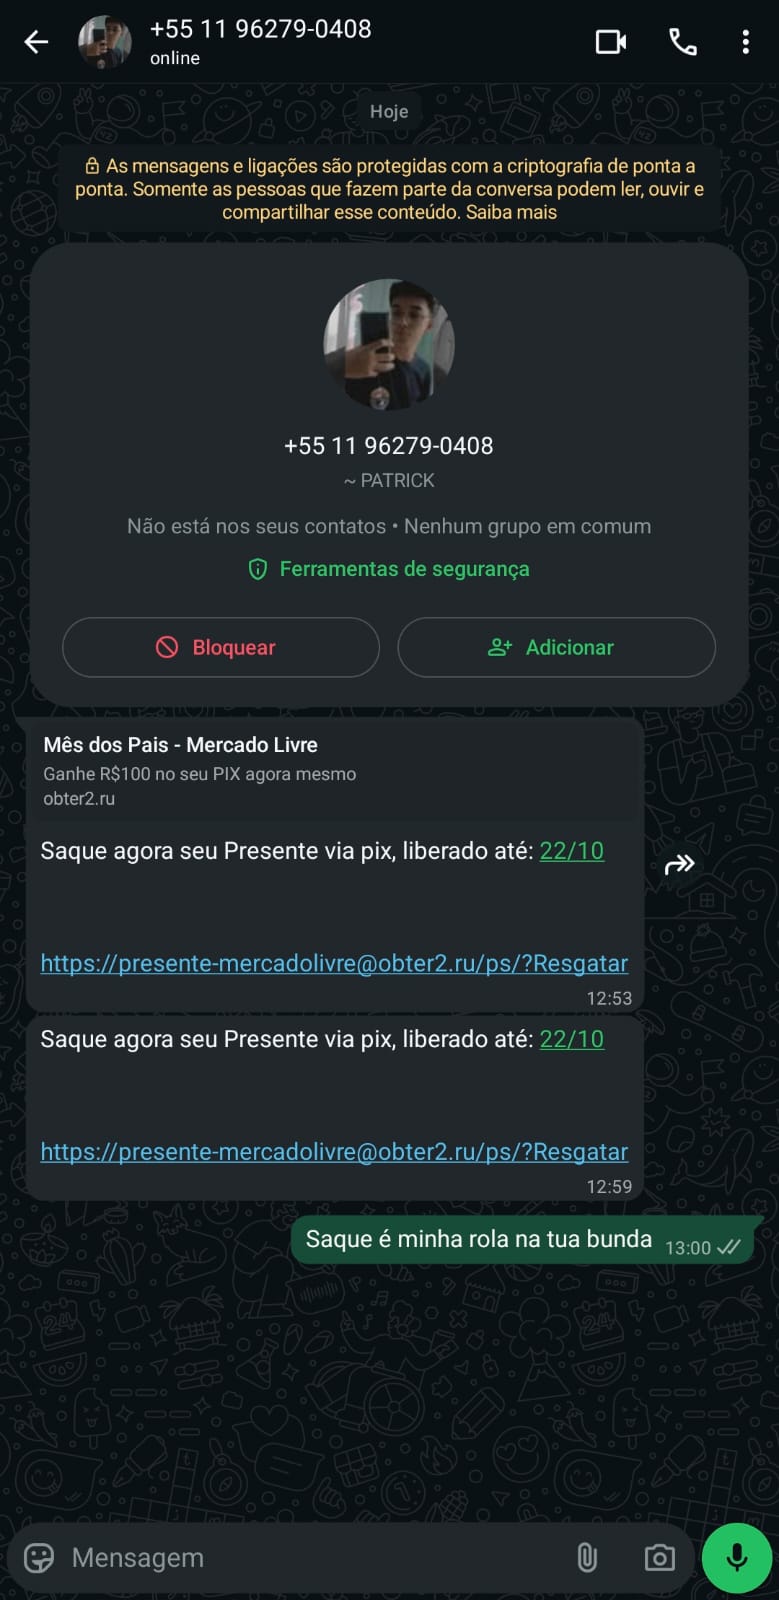 +55 11 96279-0408
online
Hoje
As mensagens e ligações são protegidas com a criptografia de ponta a
ponta. Somente as pessoas que fazem parte da conversa podem ler, ouvir e
compartilhar esse conteúdo. Saiba mais
+55 11 96279-0408
~ PATRICK
Não está nos seus contatos • Nenhum grupo em comum
Ferramentas de segurança
Bloquear
Adicionar
Mês dos Pais - Mercado Livre
Ganhe R$100 no seu PIX agora mesmo
obter2.ru
Saque agora seu Presente via pix, liberado até: 22/10
https://presente-mercadolivre@obter2.ru/ps/?Resgatar
12:53
Saque agora seu Presente via pix, liberado até: 22/10
https://presente-mercadolivre@obter2.ru/ps/?Resgatar
12:59
Saque é minha rola na tua bunda 13:00
Mensagem